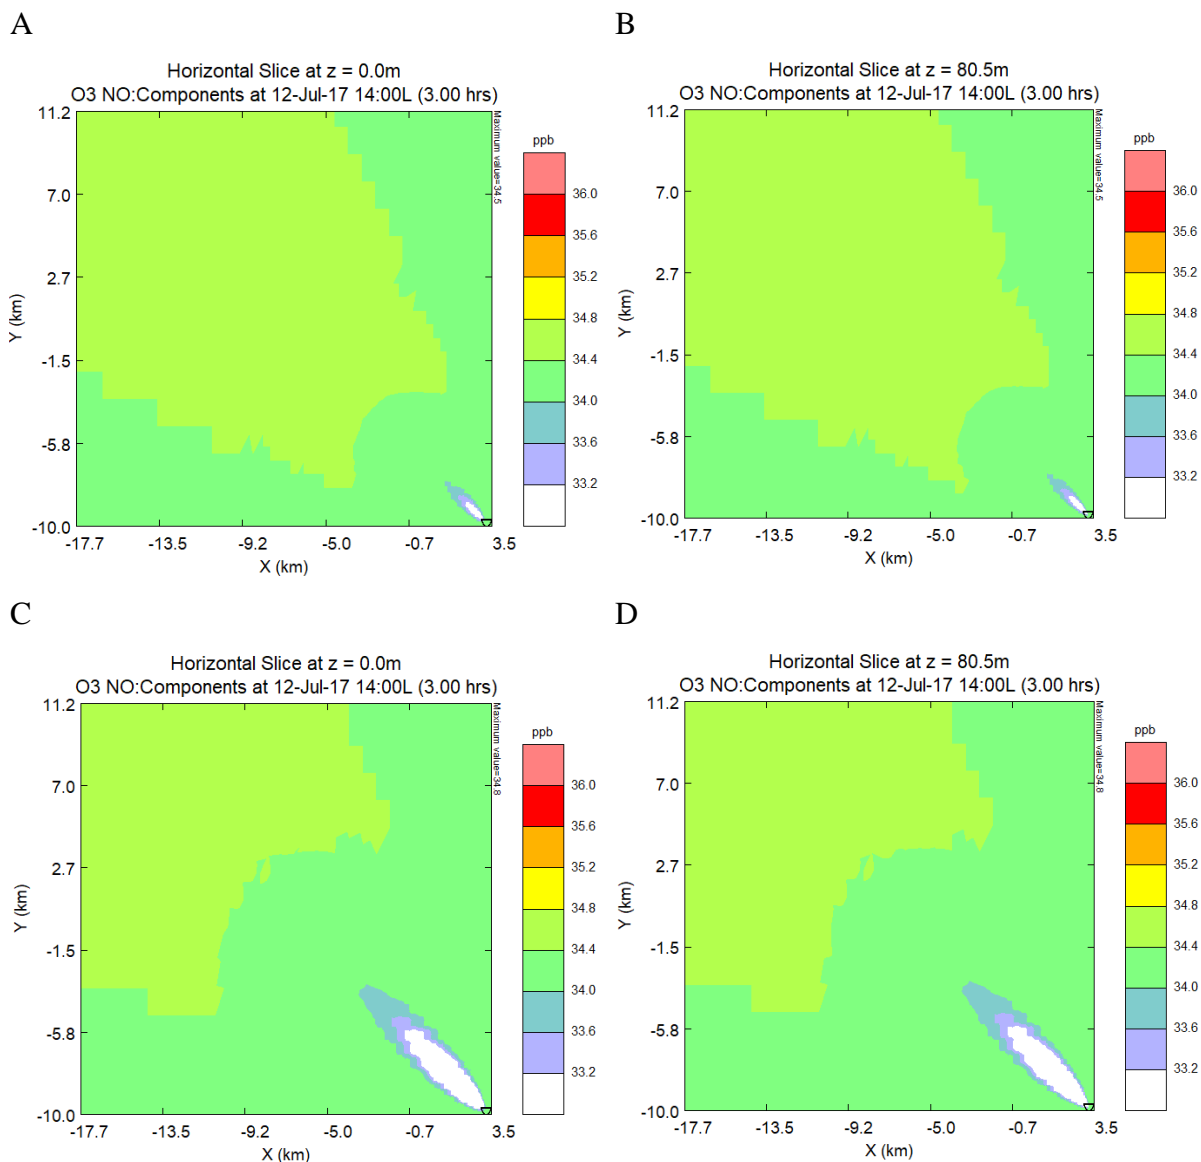 A
Horizontal Slice at z = 0.0m
O3 NO:Components at 12-Jul-17 14:00L (3.00 hrs)
11.2
7.0
2.7
-1.5
-5.8
-10.0
Y (km)
-17.7 -13.5 -9.2 -5.0 -0.7 3.5
X (km)
Maximum value=34.5
ppb
36.0
35.6
35.2
34.8
34.4
34.0
33.6
33.2
B
Horizontal Slice at z = 80.5m
O3 NO:Components at 12-Jul-17 14:00L (3.00 hrs)
11.2
7.0
2.7
-1.5
-5.8
-10.0
Y (km)
-17.7 -13.5 -9.2 -5.0 -0.7 3.5
X (km)
Maximum value=34.5
ppb
36.0
35.6
35.2
34.8
34.4
34.0
33.6
33.2
C
Horizontal Slice at z = 0.0m
O3 NO:Components at 12-Jul-17 14:00L (3.00 hrs)
11.2
7.0
2.7
-1.5
-5.8
-10.0
Y (km)
-17.7 -13.5 -9.2 -5.0 -0.7 3.5
X (km)
Maximum value=34.8
ppb
36.0
35.6
35.2
34.8
34.4
34.0
33.6
33.2
D
Horizontal Slice at z = 80.5m
O3 NO:Components at 12-Jul-17 14:00L (3.00 hrs)
11.2
7.0
2.7
-1.5
-5.8
-10.0
Y (km)
-17.7 -13.5 -9.2 -5.0 -0.7 3.5
X (km)
Maximum value=34.8
ppb
36.0
35.6
35.2
34.8
34.4
34.0
33.6
33.2